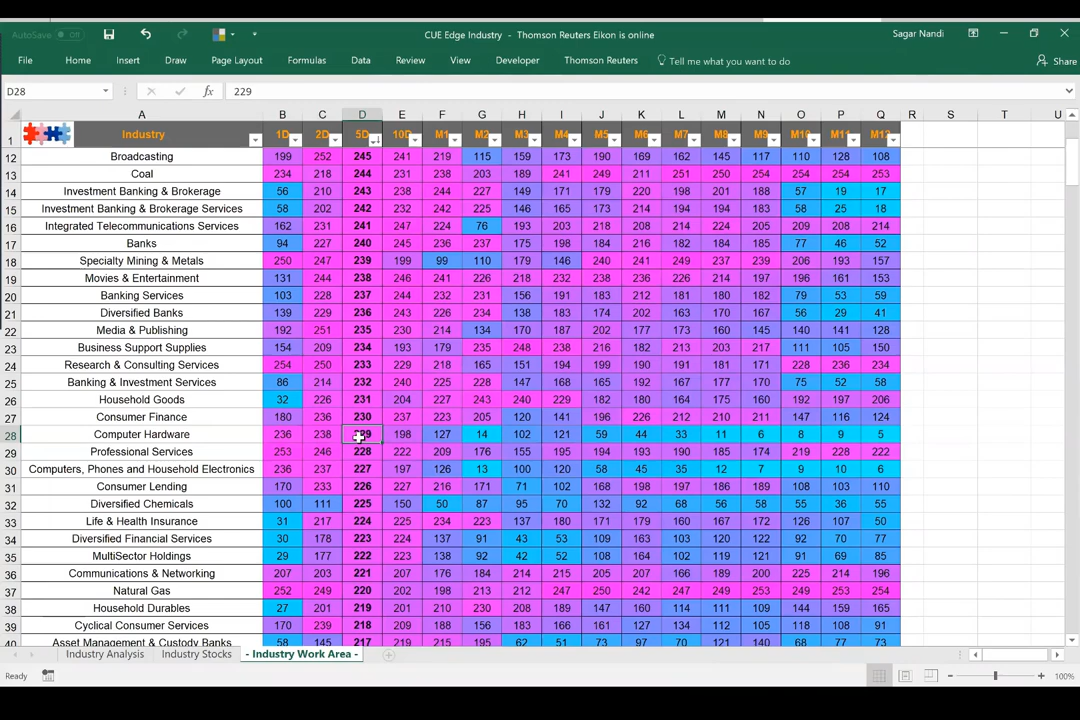 AutoSave Off
CUE Edge Industry - Thomson Reuters Eikon is online
Sagar Nandi
File Home Insert Draw Page Layout Formulas Data Review View Developer Thomson Reuters Tell me what you want to do Share
D28 fx 229
A B C D E F G H I J K L M N O P Q R S T U
1 Industry 1D 2D 5D 10D M1 M2 M3 M4 M5 M6 M7 M8 M9 M10 M11 M12
12 Broadcasting 199 252 245 241 219 115 159 173 190 169 162 145 117 110 128 108
13 Coal 234 218 244 231 238 203 189 241 249 211 251 250 254 254 254 253
14 Investment Banking & Brokerage 56 210 243 238 244 227 149 171 179 220 198 201 188 57 19 17
15 Investment Banking & Brokerage Services 58 202 242 232 242 225 146 165 173 214 194 194 183 58 25 18
16 Integrated Telecommunications Services 162 231 241 247 224 76 193 203 218 208 214 224 205 209 208 214
17 Banks 94 227 240 245 236 237 175 198 184 216 182 184 185 77 46 52
18 Specialty Mining & Metals 250 247 239 199 99 110 179 146 240 241 249 237 239 206 193 157
19 Movies & Entertainment 131 244 238 246 241 226 218 232 238 236 226 214 197 196 161 153
20 Banking Services 103 228 237 244 232 231 156 191 183 212 181 180 182 79 53 59
21 Diversified Banks 139 229 236 243 226 234 138 183 174 202 163 170 167 56 29 41
22 Media & Publishing 192 251 235 230 214 134 170 187 202 177 173 160 145 140 141 128
23 Business Support Supplies 154 209 234 193 179 235 248 238 216 182 213 203 217 111 105 150
24 Research & Consulting Services 254 250 233 229 218 165 151 194 199 190 191 181 171 228 236 234
25 Banking & Investment Services 86 214 232 240 225 228 147 168 165 192 167 177 170 75 52 58
26 Household Goods 32 226 231 204 227 243 240 229 182 180 164 175 160 192 197 206
27 Consumer Finance 180 236 230 237 223 205 120 141 196 226 212 210 211 147 116 124
28 Computer Hardware 236 238 229 198 127 14 102 121 59 44 33 11 6 8 9 5
29 Professional Services 253 246 228 222 209 176 155 195 194 193 190 185 174 219 228 222
30 Computers, Phones and Household Electronics 236 237 227 197 126 13 100 120 58 45 35 12 7 9 10 6
31 Consumer Lending 170 233 226 226 212 171 71 102 168 198 197 186 189 108 103 110
32 Diversified Chemicals 100 111 225 150 50 87 95 70 132 92 68 56 58 125 36 55
33 Life & Health Insurance 31 217 224 225 234 223 137 180 171 179 160 167 172 126 107 50
34 Diversified Financial Services 30 178 223 224 137 91 43 53 109 163 103 120 122 92 70 77
35 MultiSector Holdings 29 177 222 223 138 92 42 52 108 164 102 119 121 91 69 85
36 Communications & Networking 207 203 221 207 176 184 214 215 205 207 166 189 200 225 214 196
37 Natural Gas 252 249 220 202 198 213 212 247 250 242 247 249 253 249 253 254
38 Household Durables 27 201 219 201 210 230 208 189 147 160 114 111 109 144 159 165
39 Cyclical Consumer Services 170 239 218 209 188 156 183 166 161 127 134 112 105 118 108 91
40 Asset Management & Custody Banks 58 145 217 219 215 195 62 51 73 97 70 121 140 77 68 73
Industry Analysis Industry Stocks - Industry Work Area -
Ready 100%